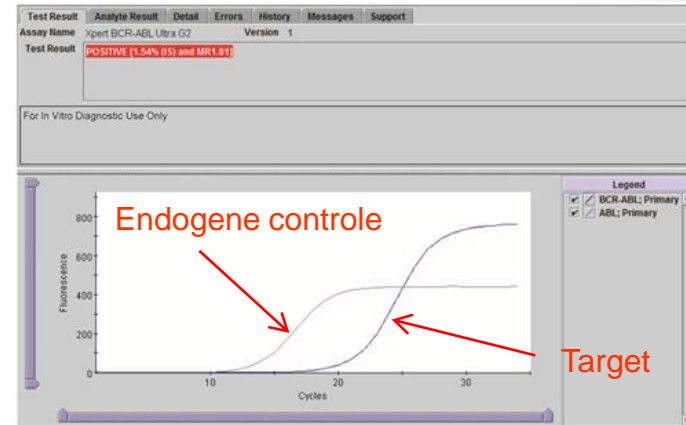 Test Result Analyte Result Detail Errors History Messages Support
Assay Name Xpert BCR-ABL Ultra G2 Version 1
Test Result POSITIVE [1.54% (IS) and MR1.81]
For In Vitro Diagnostic Use Only
Legend
BCR-ABL; Primary
ABL; Primary
Endogene controle
Target
Fluorescence
800
600
400
200
0
10 20 30
Cycles